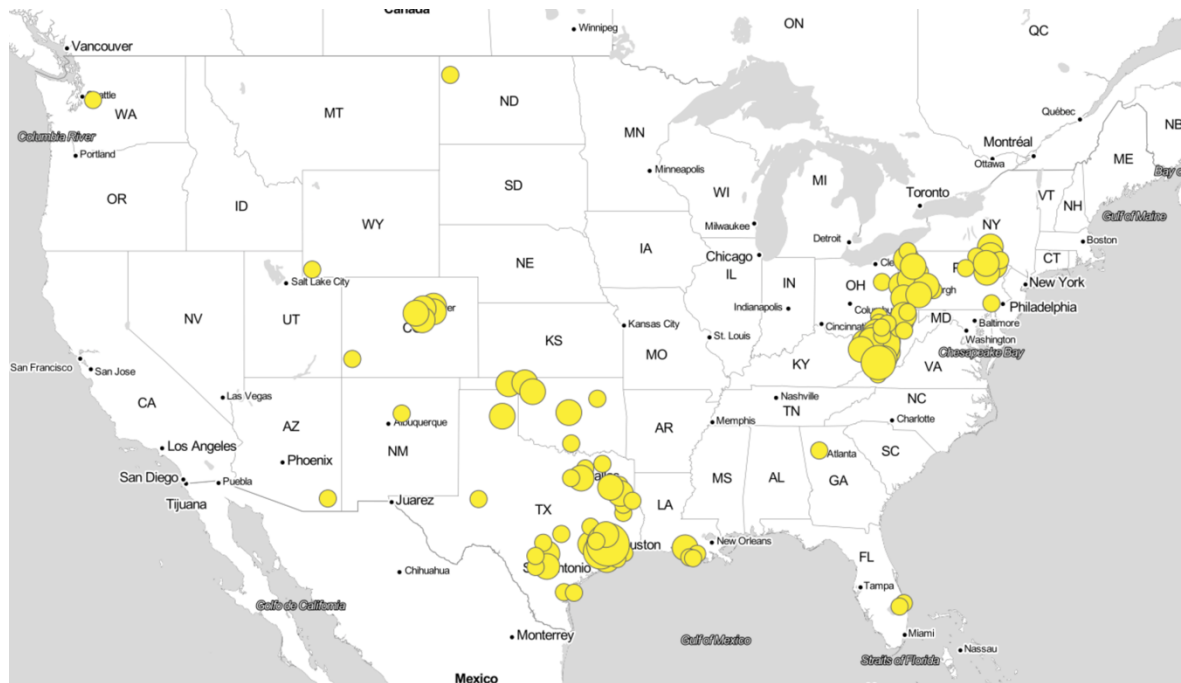 Canada
Winnipeg
ON
QC
Vancouver
WA
Columbia River
Portland
MT
ND
MN
Québec
NB
Montréal
Ottawa
ME
Minneapolis
OR
ID
SD
WI
MI
Toronto
VT
NH
Gulf of Maine
WY
Milwaukee
Detroit
NY
Boston
IA
Chicago
CT
Salt Lake City
NE
IL
IN
OH
New York
NV
UT
Indianapolis
Philadelphia
Kansas City
Cincinnat
MD
Baltimore
Washington
San Francisco
San Jose
KS
MO
St. Louis
KY
VA
Chesapeake Bay
CA
Las Vegas
Nashville
TN
NC
Charlotte
Los Angeles
AZ
Albuquerque
AR
Memphis
Phoenix
NM
MS
AL
Atlanta
SC
GA
San Diego
Tijuana
Puebla
Juarez
TX
LA
New Orleans
Chihuahua
FL
Tampa
Golfo de California
Monterrey
Gulf of Mexico
Miami
Nassau
Straits of Florida
Mexico